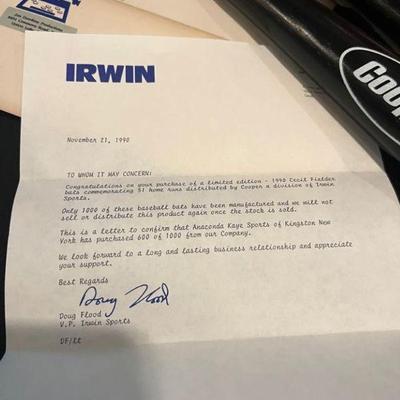 IRWIN
November 21, 1990
TO WHOM IT MAY CONCERN:
Congratulations on your purchase of a limited edition - 1990 Cecil Fielder
bats commemorating 51 home runs distributed by Cooper a division of Irwin
Sports.
Only 1000 of these baseball bats have been manufactured and we will not
sell or distribute this product again once the stock is sold.
This is a letter to confirm that Anaconda Kaye Sports of Kingston New
York has purchased 600 of 1000 from our Company.
We look forward to a long and lasting business relationship and appreciate
your support.
Best Regards
Doug Flood
Doug Flood
V.P. Irwin Sports
DF/ll
Coop